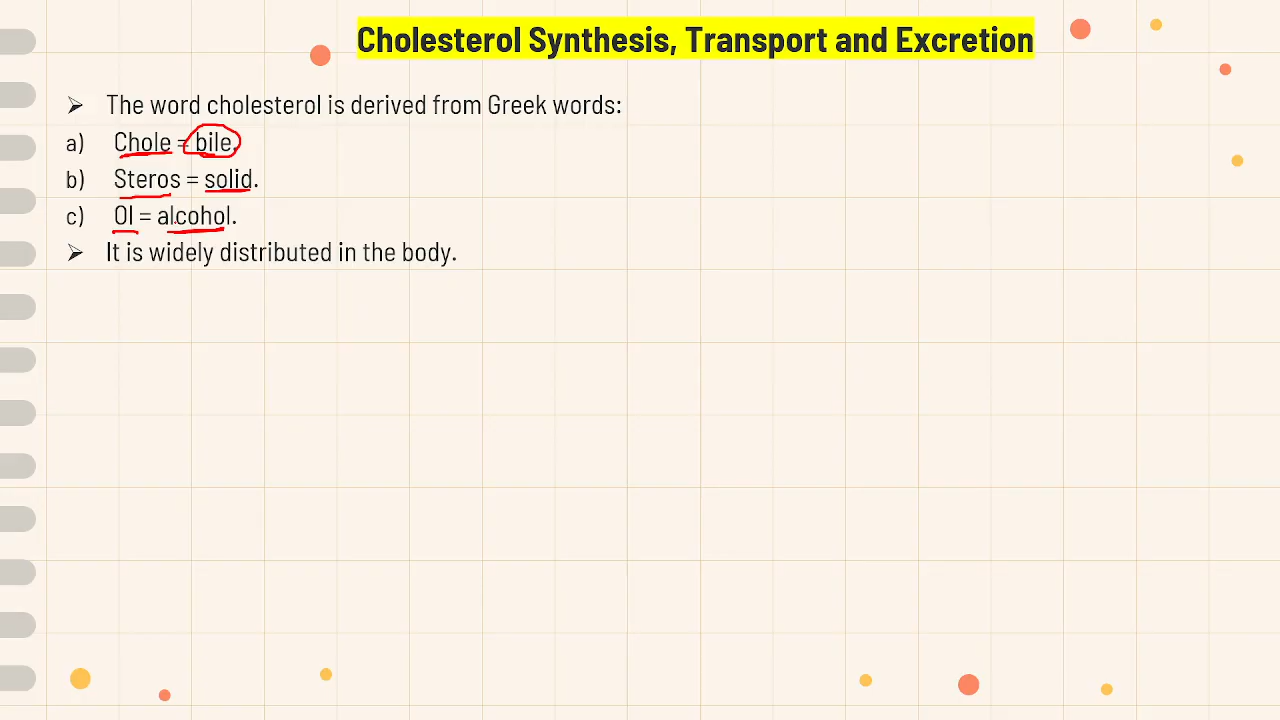 Cholesterol Synthesis, Transport and Excretion
➢ The word cholesterol is derived from Greek words:
a) Chole = bile.
b) Steros = solid.
c) Ol = alcohol.
➢ It is widely distributed in the body.